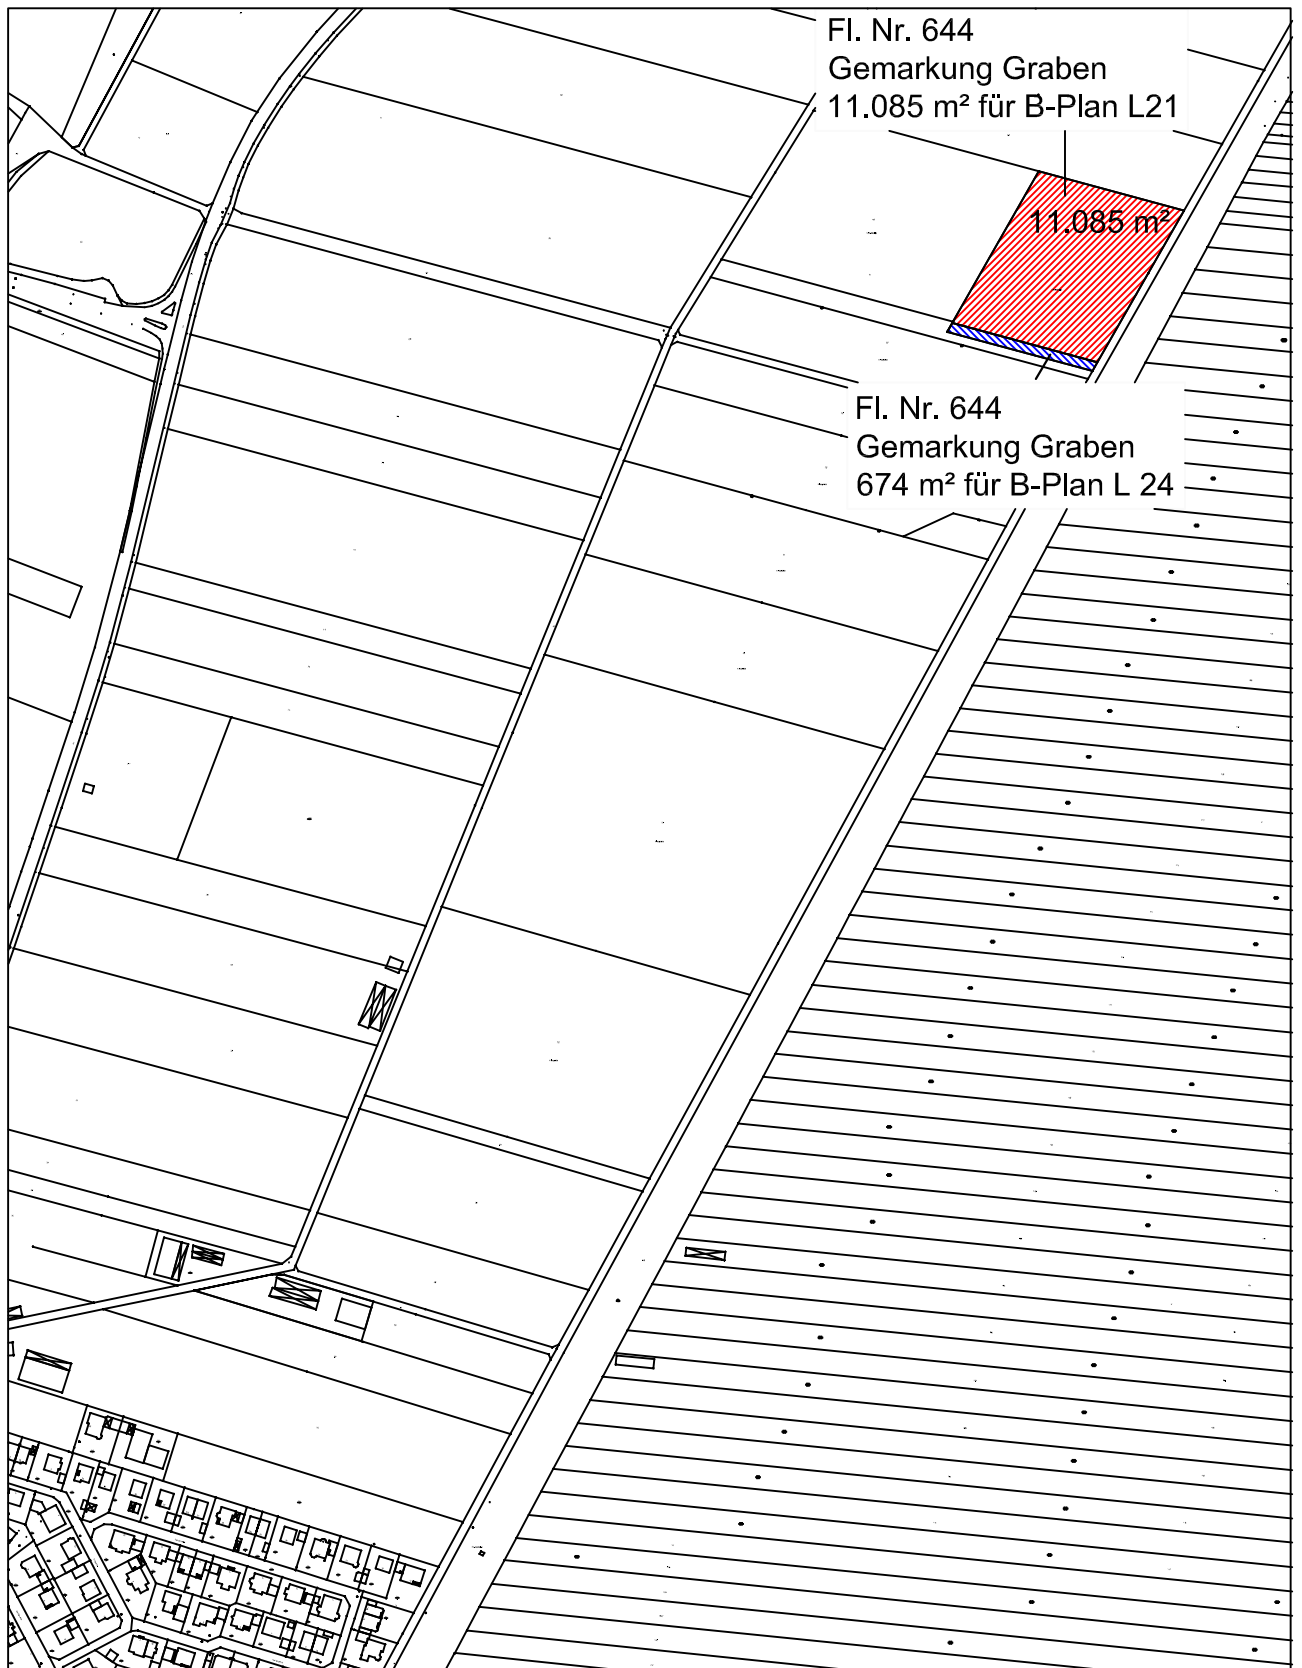 Fl. Nr. 644
Gemarkung Graben
11.085 m² für B-Plan L21
11.085 m²
Fl. Nr. 644
Gemarkung Graben
674 m² für B-Plan L 24